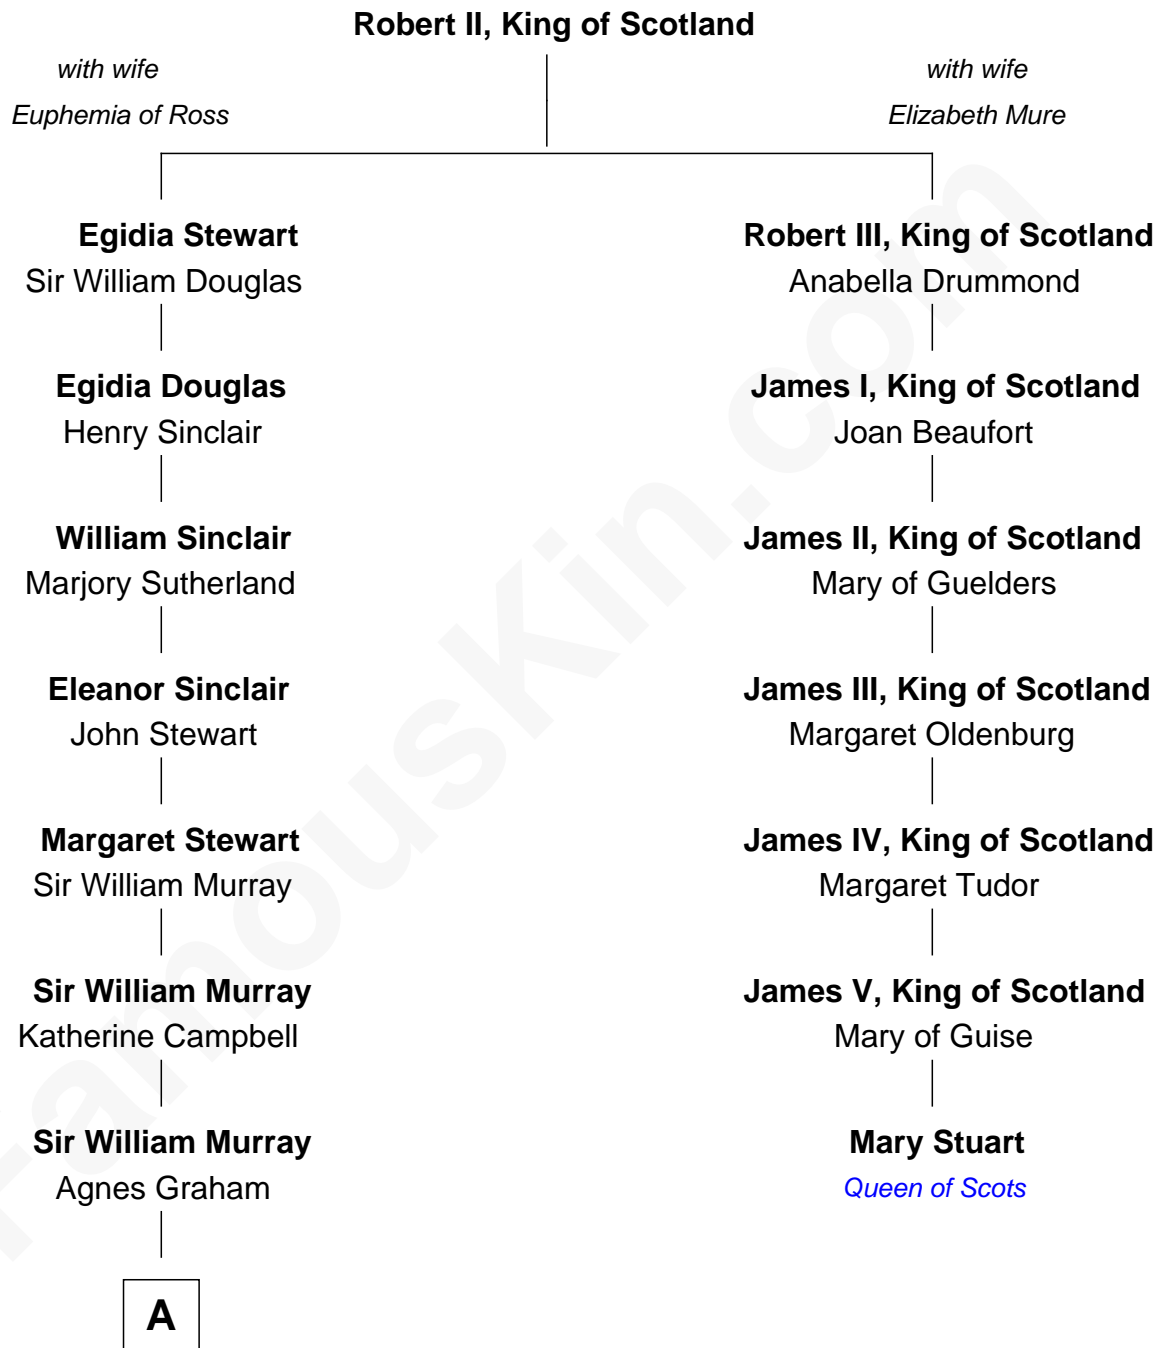 Robert II, King of Scotland
with wife
Euphemia of Ross
with wife
Elizabeth Mure
Egidia Stewart
Sir William Douglas
Robert III, King of Scotland
Anabella Drummond
Egidia Douglas
Henry Sinclair
James I, King of Scotland
Joan Beaufort
William Sinclair
Marjory Sutherland
James II, King of Scotland
Mary of Guelders
Eleanor Sinclair
John Stewart
James III, King of Scotland
Margaret Oldenburg
Margaret Stewart
Sir William Murray
James IV, King of Scotland
Margaret Tudor
Sir William Murray
Katherine Campbell
James V, King of Scotland
Mary of Guise
Sir William Murray
Agnes Graham
Mary Stuart
Queen of Scots
A
FamousKin.com